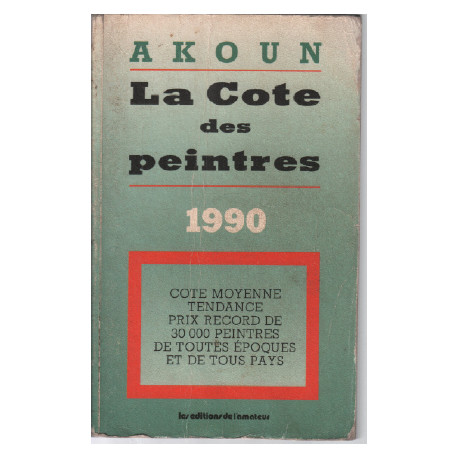 AKOUN
La Cote
des
peintres
1990
COTE MOYENNE
TENDANCE
PRIX RECORD DE
30 000 PEINTRES
DE TOUTES ÉPOQUES
ET DE TOUS PAYS
les editions de l'amateur